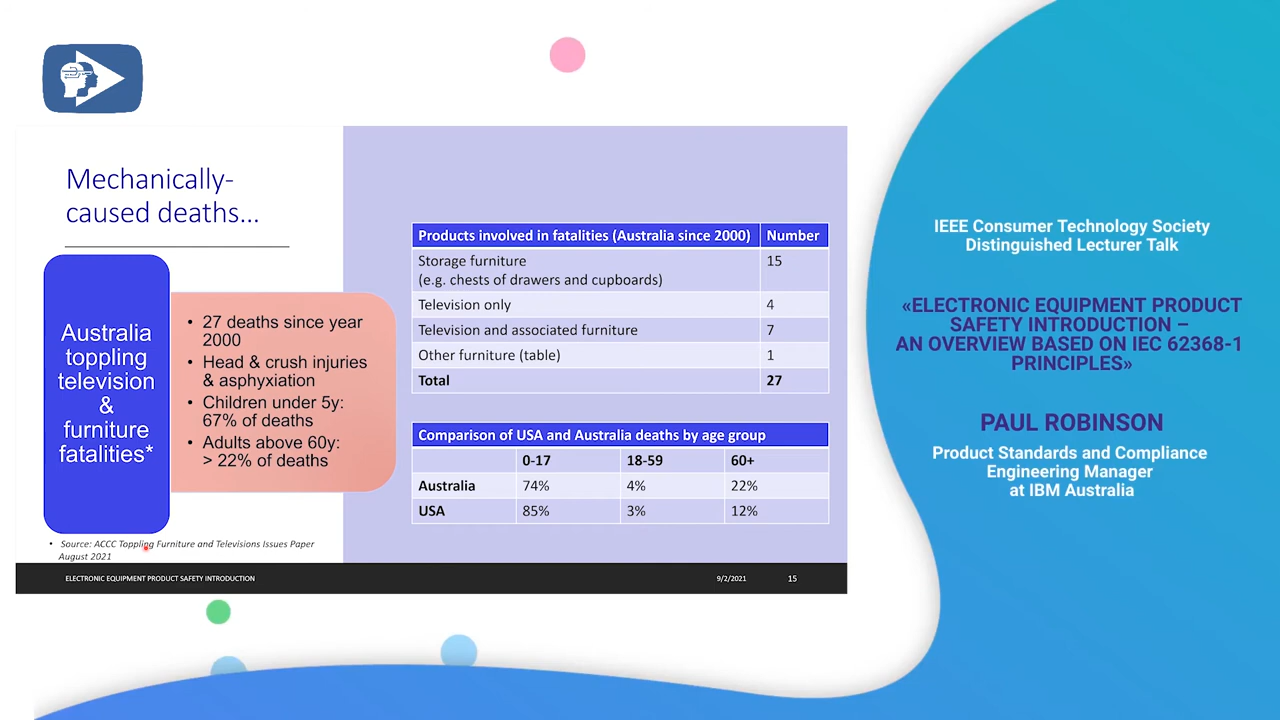 Mechanically-
caused deaths...
Australia
toppling
television
&
furniture
fatalities*
• 27 deaths since year
2000
• Head & crush injuries
& asphyxiation
• Children under 5y:
67% of deaths
• Adults above 60y:
> 22% of deaths
• Source: ACCC Toppling Furniture and Televisions Issues Paper
August 2021
Products involved in fatalities (Australia since 2000) Number
Storage furniture 15
(e.g. chests of drawers and cupboards)
Television only 4
Television and associated furniture 7
Other furniture (table) 1
Total 27
Comparison of USA and Australia deaths by age group
0-17 18-59 60+
Australia 74% 4% 22%
USA 85% 3% 12%
ELECTRONIC EQUIPMENT PRODUCT SAFETY INTRODUCTION 9/2/2021 15
IEEE Consumer Technology Society
Distinguished Lecturer Talk
«ELECTRONIC EQUIPMENT PRODUCT
SAFETY INTRODUCTION –
AN OVERVIEW BASED ON IEC 62368-1
PRINCIPLES»
PAUL ROBINSON
Product Standards and Compliance
Engineering Manager
at IBM Australia